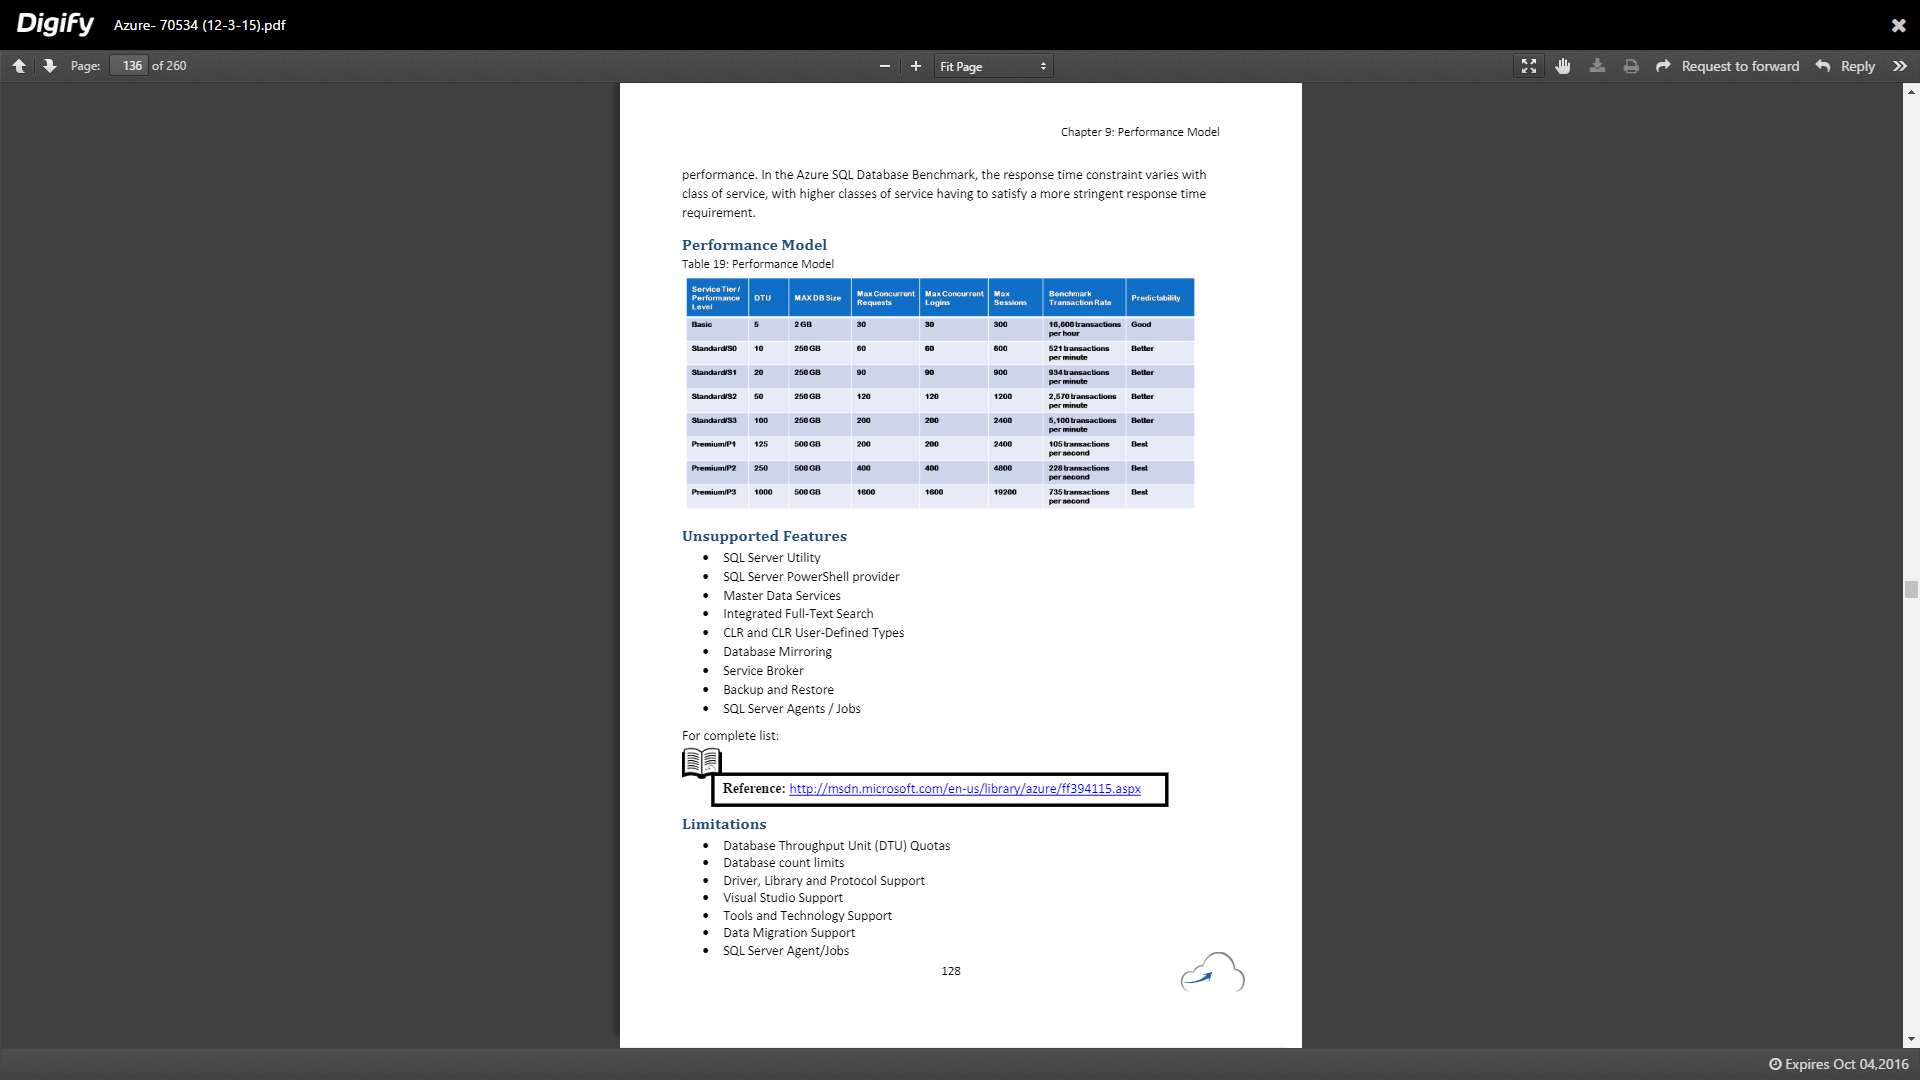 Digify Azure- 70534 (12-3-15).pdf
Page: 136 of 260 Fit Page Request to forward Reply
Chapter 9: Performance Model
performance. In the Azure SQL Database Benchmark, the response time constraint varies with
class of service, with higher classes of service having to satisfy a more stringent response time
requirement.
Performance Model
Table 19: Performance Model
Service Tier / Performance Level DTU MAX DB Size Max Concurrent Requests Max Concurrent Logins Max Sessions Benchmark Transaction Rate Predictability
Basic 5 2 GB 30 30 300 16,600 transactions per hour Good
Standard/S0 10 250 GB 60 60 600 521 transactions per minute Better
Standard/S1 20 250 GB 90 90 900 934 transactions per minute Better
Standard/S2 50 250 GB 120 120 1200 2,570 transactions per minute Better
Standard/S3 100 250 GB 200 200 2400 5,100 transactions per minute Better
Premium/P1 125 500 GB 200 200 2400 105 transactions per second Best
Premium/P2 250 500 GB 400 400 4800 228 transactions per second Best
Premium/P3 1000 500 GB 1600 1600 19200 735 transactions per second Best
Unsupported Features
• SQL Server Utility
• SQL Server PowerShell provider
• Master Data Services
• Integrated Full-Text Search
• CLR and CLR User-Defined Types
• Database Mirroring
• Service Broker
• Backup and Restore
• SQL Server Agents / Jobs
For complete list:
Reference: http://msdn.microsoft.com/en-us/library/azure/ff394115.aspx
Limitations
• Database Throughput Unit (DTU) Quotas
• Database count limits
• Driver, Library and Protocol Support
• Visual Studio Support
• Tools and Technology Support
• Data Migration Support
• SQL Server Agent/Jobs
128
Expires Oct 04,2016